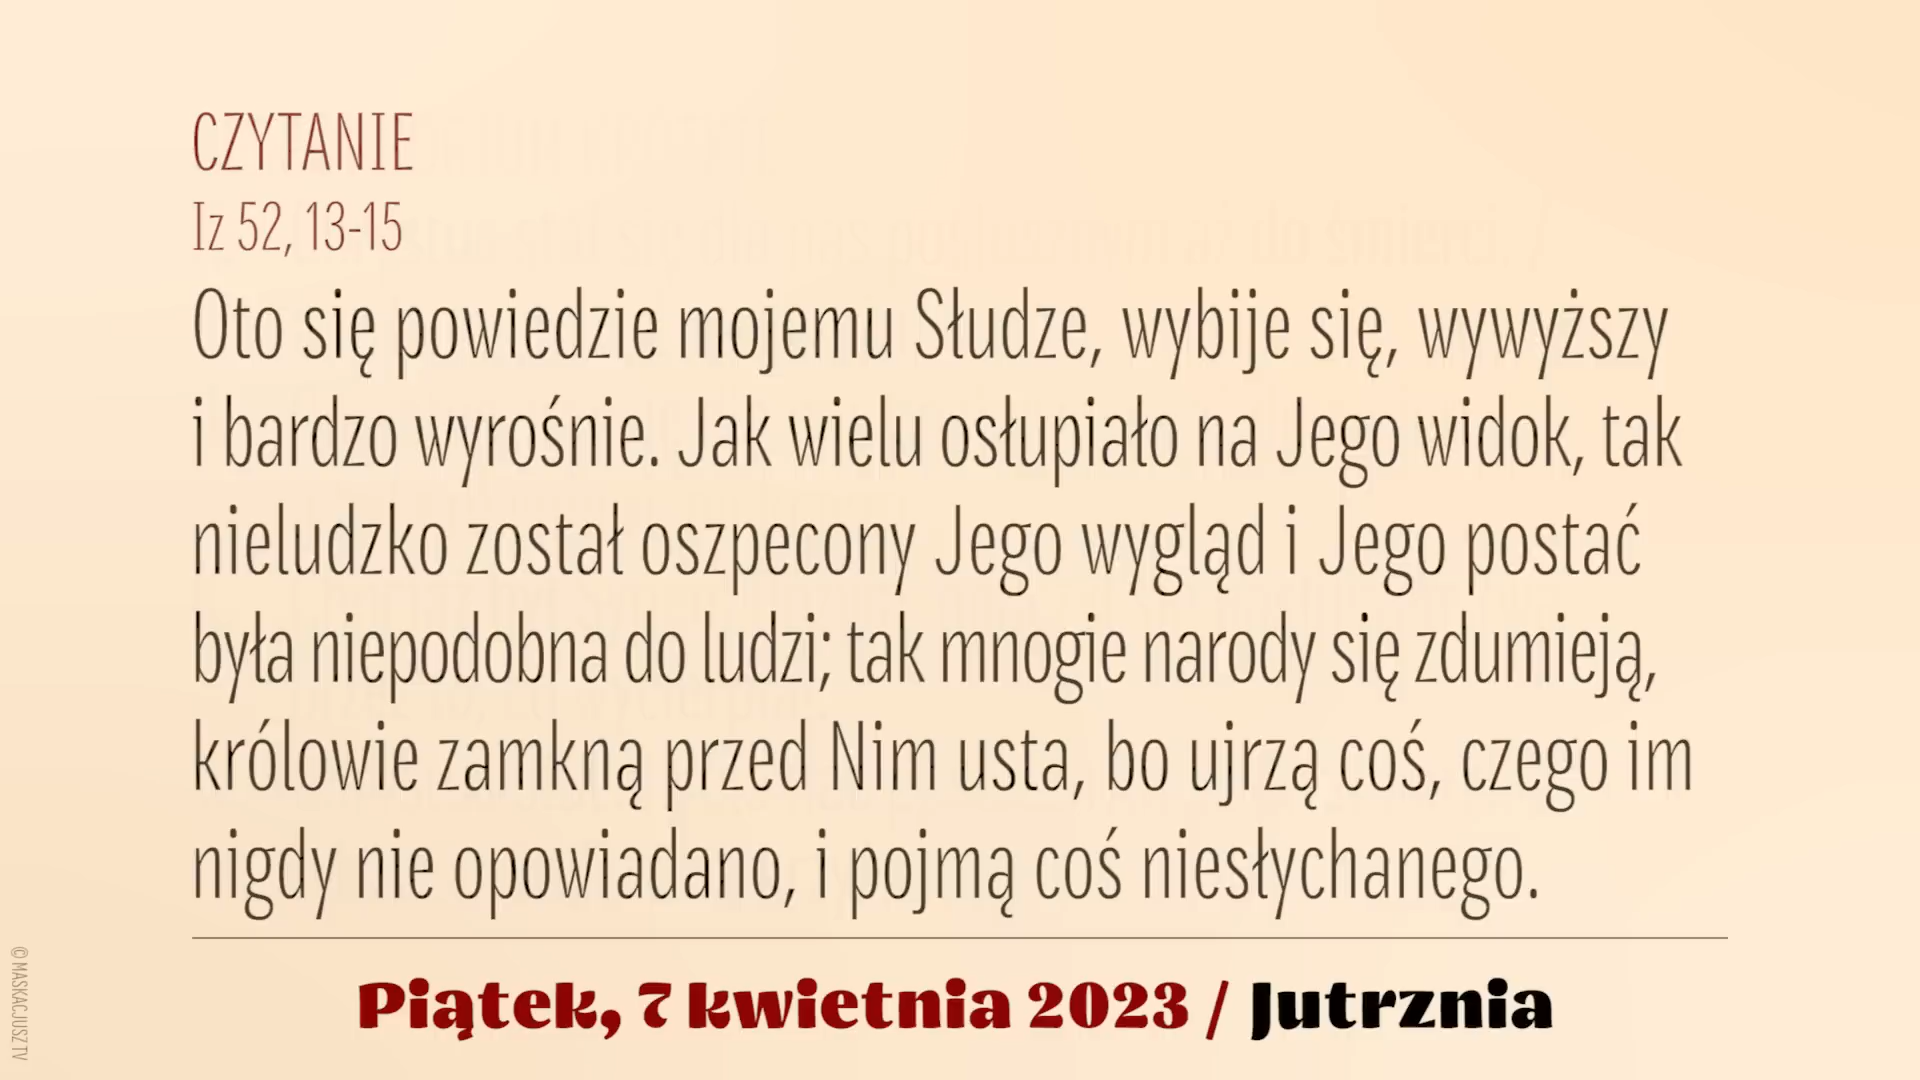 CZYTANIE
Iz 52, 13-15
Oto się powiedzie mojemu Słudze, wybije się, wywyższy
i bardzo wyrośnie. Jak wielu osłupiało na Jego widok, tak
nieludzko został oszpecony Jego wygląd i Jego postać
była niepodobna do ludzi; tak mnogie narody się zdumieją,
królowie zamkną przed Nim usta, bo ujrzą coś, czego im
nigdy nie opowiadano, i pojmą coś niesłychanego.
Piątek, 7 kwietnia 2023 / Jutrznia
© MASKACJUSZ TV